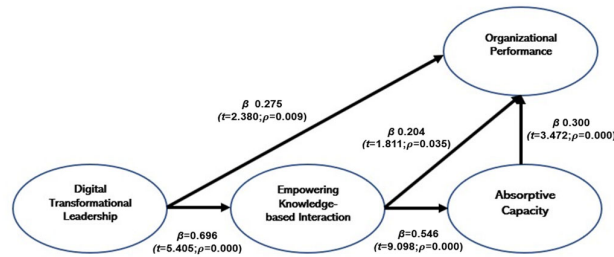 Organizational
Performance
β 0.275
(t=2.380;ρ=0.009)
β 0.204
(t=1.811;ρ=0.035)
β 0.300
(t=3.472;ρ=0.000)
Digital
Transformational
Leadership
Empowering
Knowledge-
based Interaction
Absorptive
Capacity
β=0.696
(t=5.405;ρ=0.000)
β=0.546
(t=9.098;ρ=0.000)